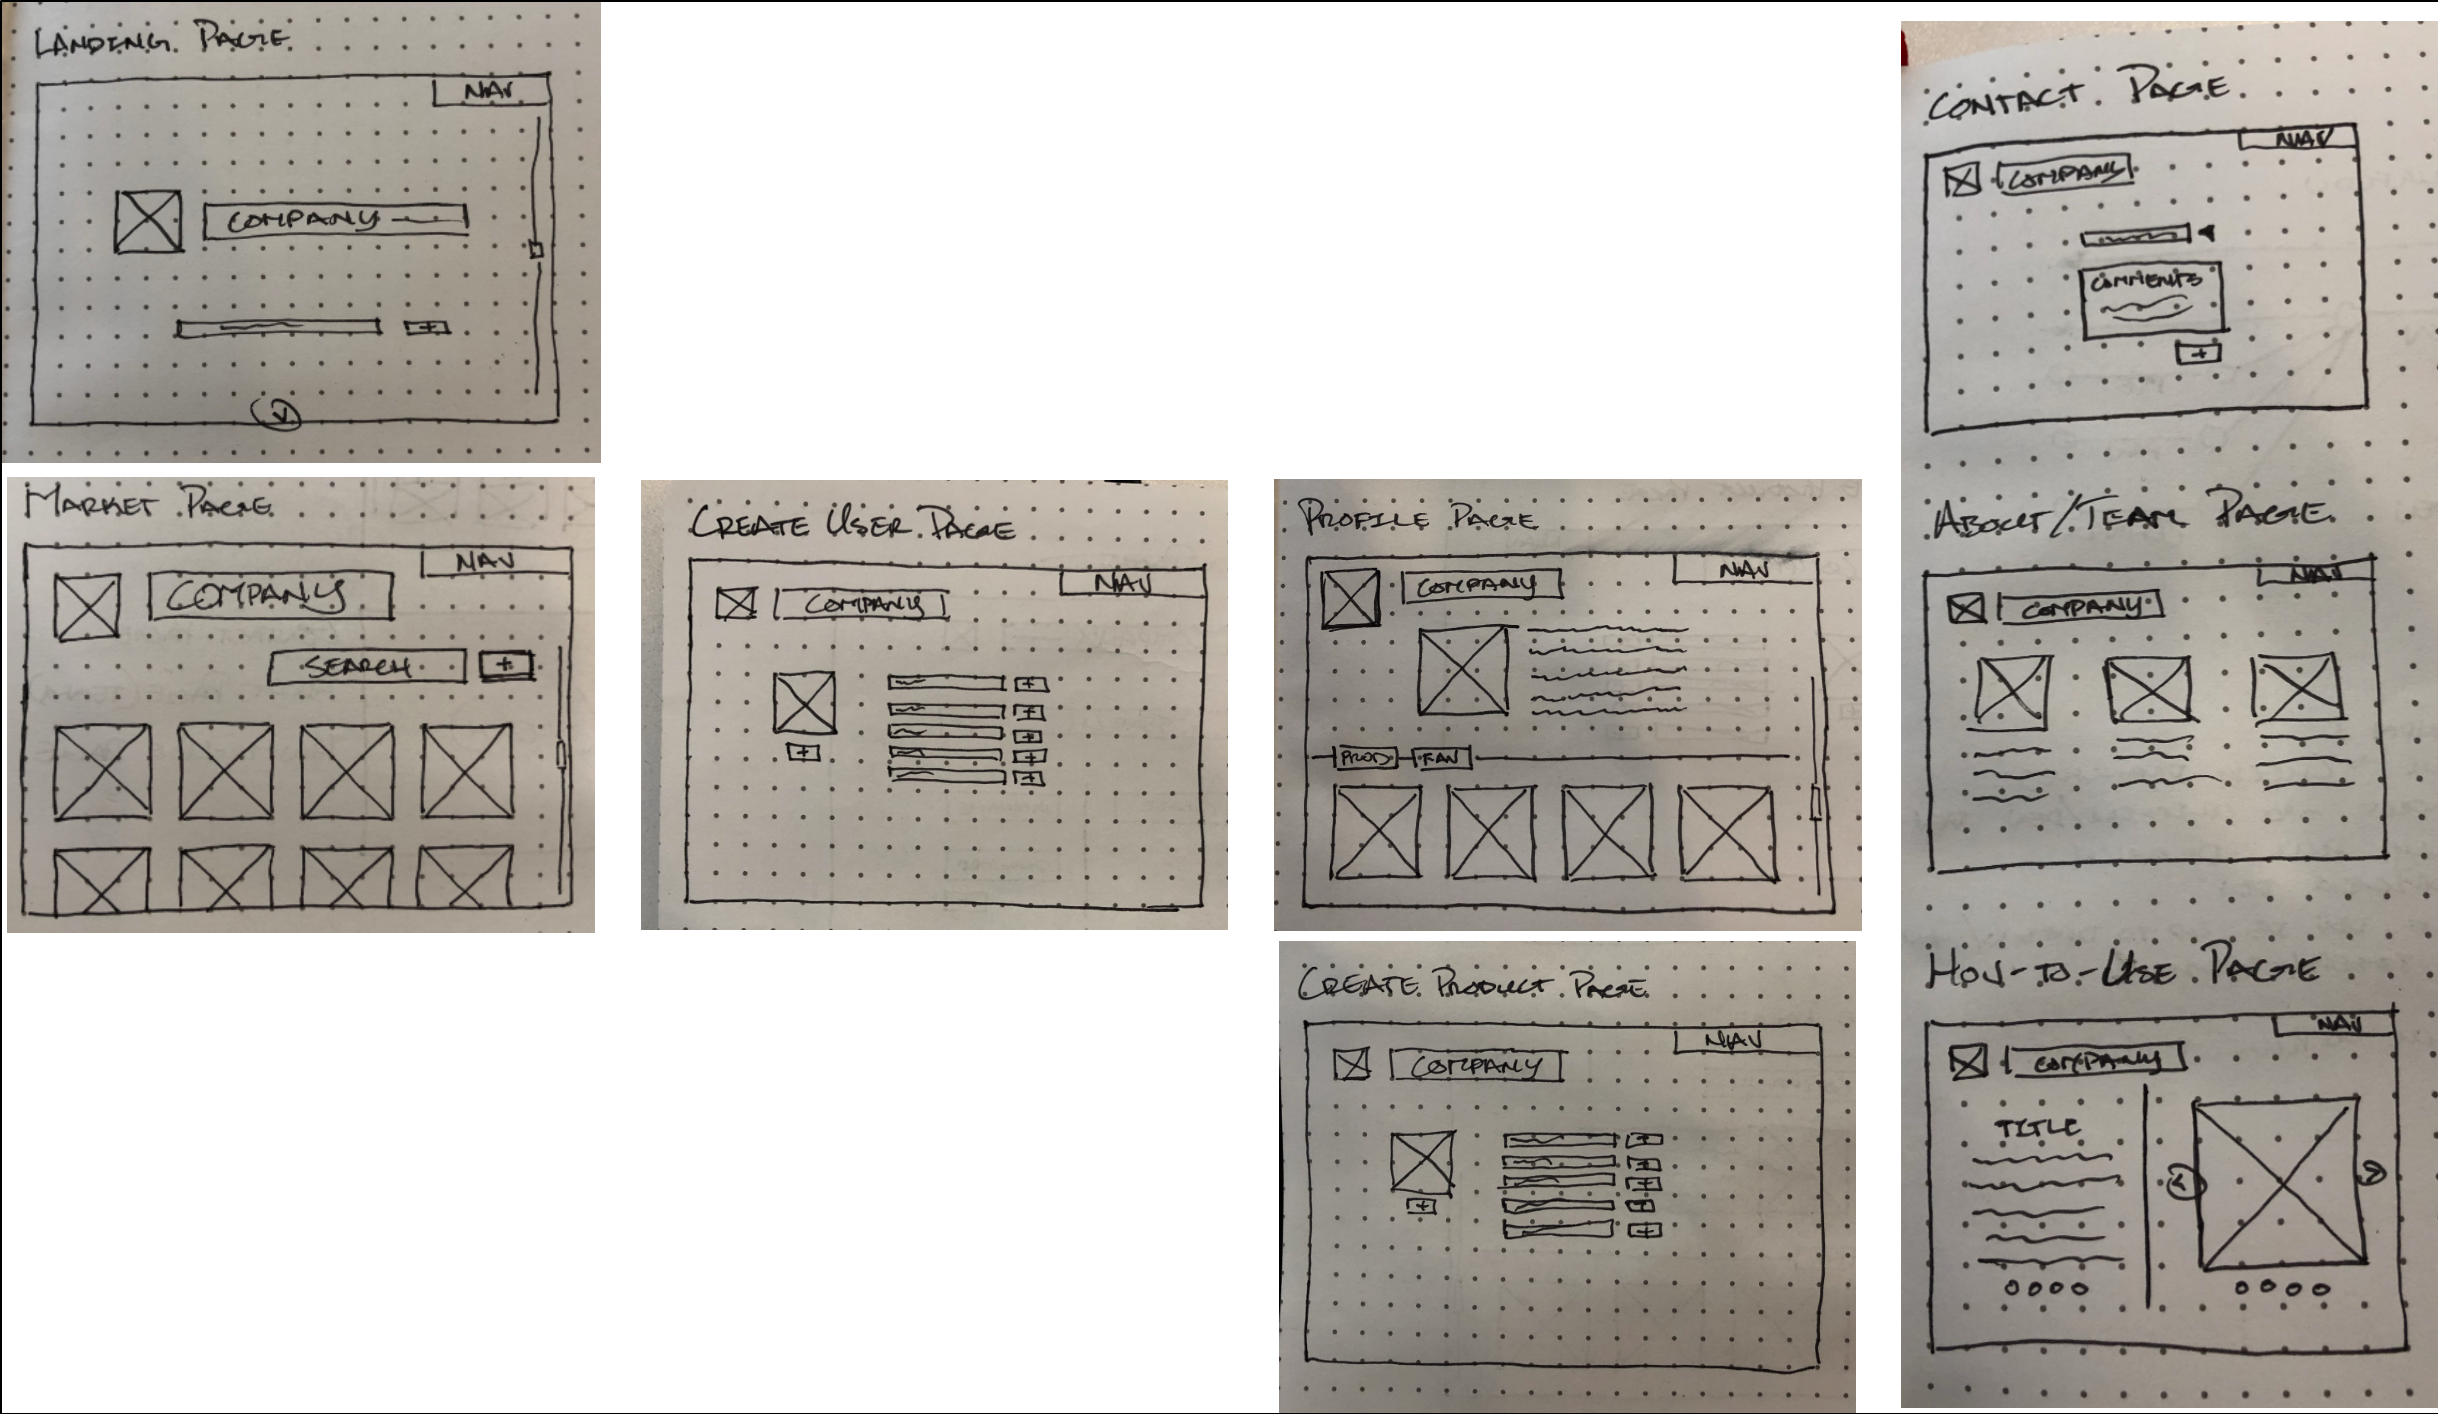 LANDING PAGE
NAV
COMPANY
MARKET PAGE
NAV
COMPANY
SEARCH
+
CREATE USER PAGE
NAV
COMPANY
+
+
+
+
+
+
PROFILE PAGE
NAV
COMPANY
PROD
FAN
CREATE PRODUCT PAGE
NAV
COMPANY
+
+
+
+
+
+
CONTACT PAGE
NAV
COMPANY
COMMENTS
+
ABOUT/TEAM PAGE
NAV
COMPANY
HOW-TO-USE PAGE
NAV
COMPANY
TITLE